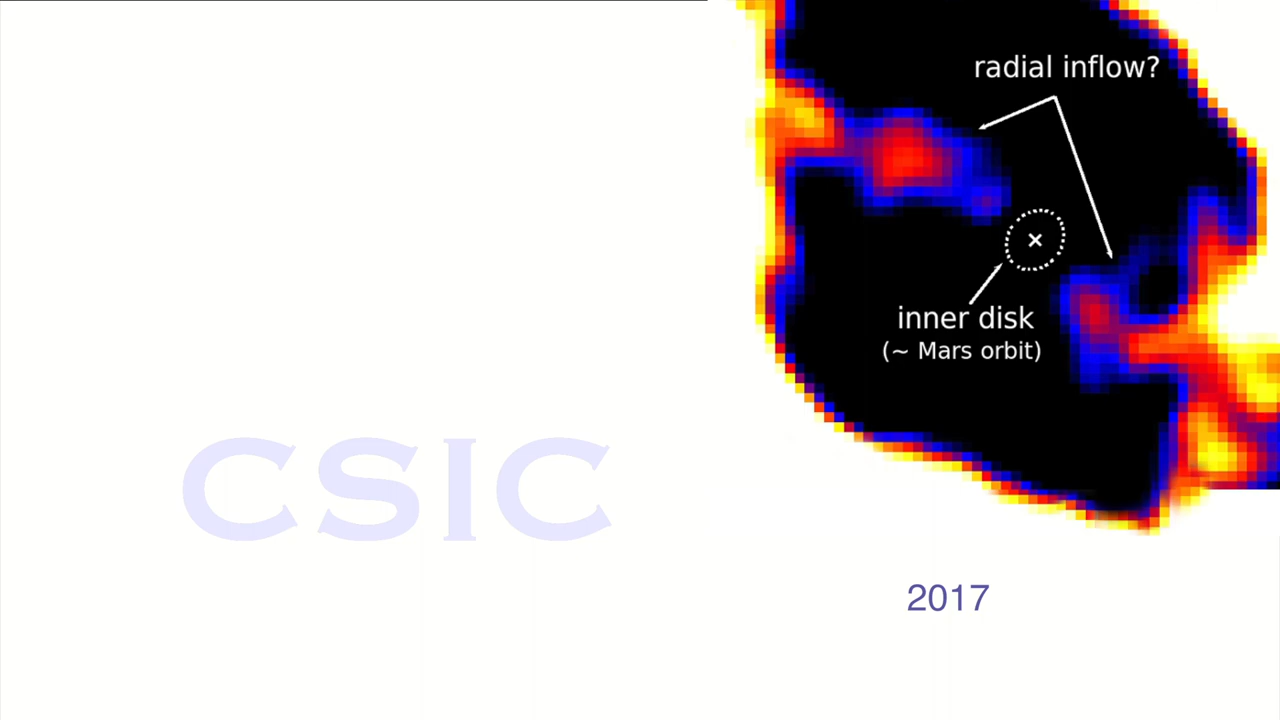 radial inflow?
inner disk
(~ Mars orbit)
CSIC
2017